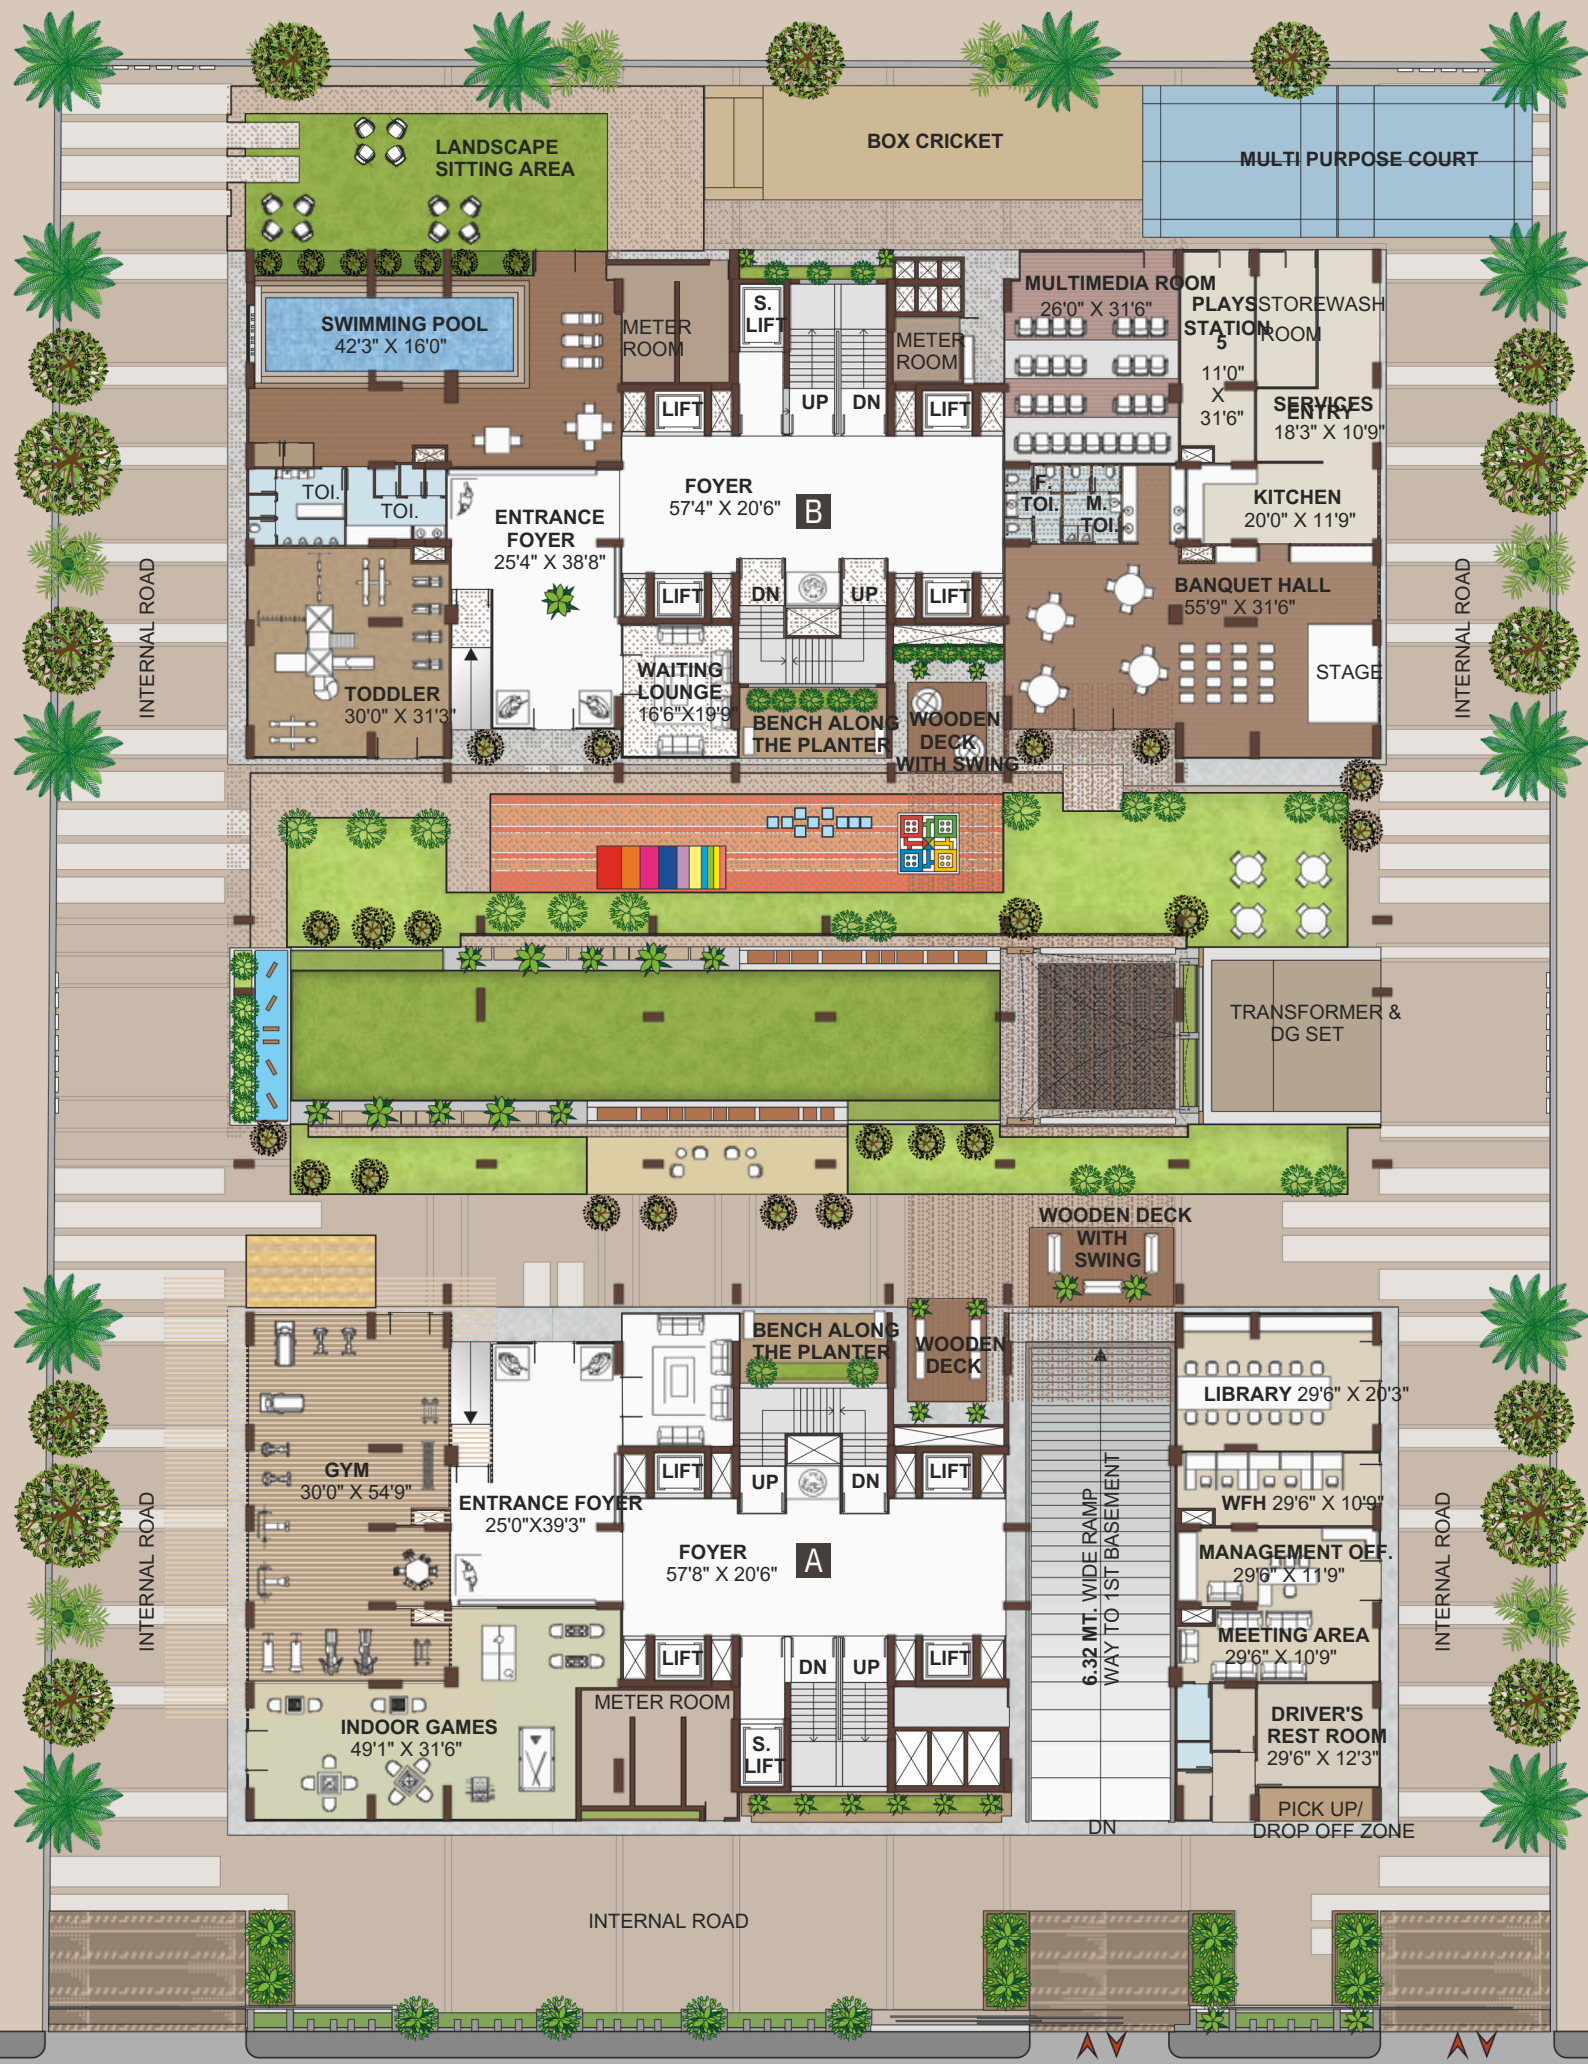 LANDSCAPE
SITTING AREA
BOX CRICKET
MULTI PURPOSE COURT
SWIMMING POOL
42'3" X 16'0"
METER
ROOM
S.
LIFT
UP
DN
METER
ROOM
MULTIMEDIA ROOM
26'0" X 31'6"
PLAYS
STATION
5
11'0"
X
31'6"
STORE
ROOM
WASH
SERVICES
ENTRY
18'3" X 10'9"
LIFT
LIFT
TOI.
TOI.
ENTRANCE
FOYER
25'4" X 38'8"
FOYER
57'4" X 20'6"
B
F.
TOI.
M.
TOI.
KITCHEN
20'0" X 11'9"
INTERNAL ROAD
LIFT
DN
UP
LIFT
BANQUET HALL
55'9" X 31'6"
INTERNAL ROAD
TODDLER
30'0" X 31'3"
WAITING
LOUNGE
16'6"X19'9"
STAGE
BENCH ALONG
THE PLANTER
WOODEN
DECK
WITH SWING
TRANSFORMER &
DG SET
WOODEN DECK
WITH
SWING
BENCH ALONG
THE PLANTER
WOODEN
DECK
LIBRARY 29'6" X 20'3"
GYM
30'0" X 54'9"
LIFT
UP
DN
LIFT
ENTRANCE FOYER
25'0"X39'3"
WFH 29'6" X 10'9"
INTERNAL ROAD
FOYER
57'8" X 20'6"
A
6.32 MT. WIDE RAMP
WAY TO 1ST BASEMENT
MANAGEMENT OFF.
29'6" X 11'9"
INTERNAL ROAD
MEETING AREA
29'6" X 10'9"
LIFT
DN
UP
LIFT
METER ROOM
INDOOR GAMES
49'1" X 31'6"
S.
LIFT
DRIVER'S
REST ROOM
29'6" X 12'3"
DN
PICK UP/
DROP OFF ZONE
INTERNAL ROAD